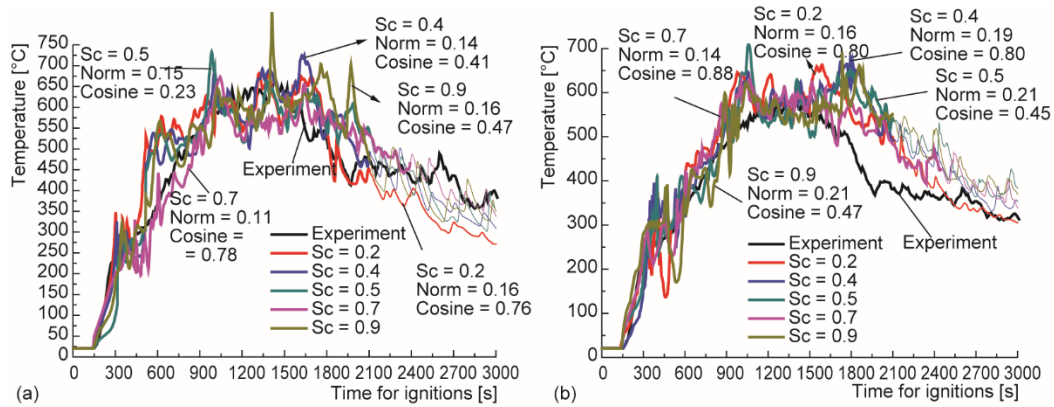 Temperature [°C]
750
700
650
600
550
500
450
400
350
300
250
200
150
100
50
0
0 300 600 900 1200 1500 1800 2100 2400 2700 3000
Time for ignitions [s]
(a)
Sc = 0.5
Norm = 0.15
Cosine = 0.23
Sc = 0.4
Norm = 0.14
Cosine = 0.41
Sc = 0.9
Norm = 0.16
Cosine = 0.47
Experiment
Sc = 0.7
Norm = 0.11
Cosine =
= 0.78
Sc = 0.2
Norm = 0.16
Cosine = 0.76
Experiment
Sc = 0.2
Sc = 0.4
Sc = 0.5
Sc = 0.7
Sc = 0.9
Temperature [°C]
700
600
500
400
300
200
100
0
0 300 600 900 1200 1500 1800 2100 2400 2700 3000
Time for ignitions [s]
(b)
Sc = 0.7
Norm = 0.14
Cosine = 0.88
Sc = 0.2
Norm = 0.16
Cosine = 0.80
Sc = 0.4
Norm = 0.19
Cosine = 0.80
Sc = 0.5
Norm = 0.21
Cosine = 0.45
Sc = 0.9
Norm = 0.21
Cosine = 0.47
Experiment
Experiment
Sc = 0.2
Sc = 0.4
Sc = 0.5
Sc = 0.7
Sc = 0.9